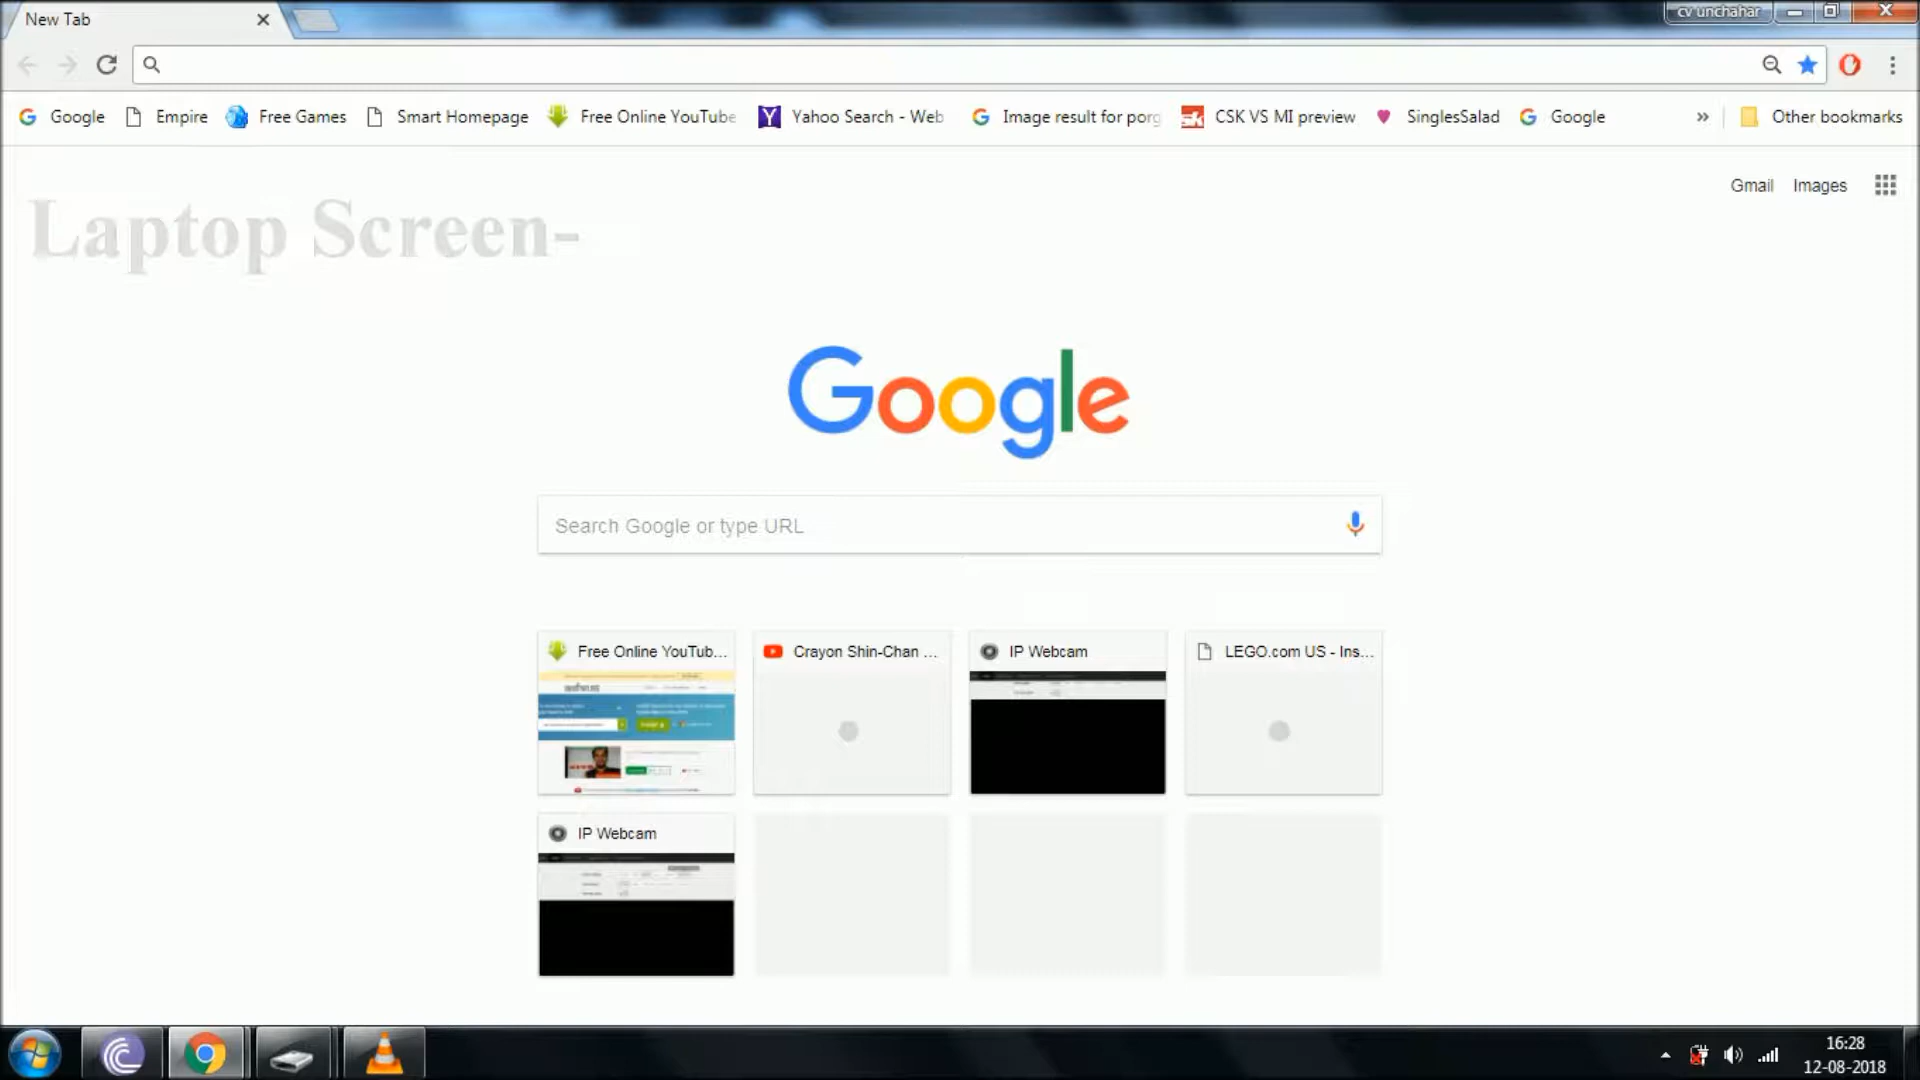 New Tab
cv unchahar
Google Empire Free Games Smart Homepage Free Online YouTube Yahoo Search - Web Image result for porg CSK VS MI preview SinglesSalad Google » Other bookmarks
Gmail Images
Laptop Screen-
Google
Search Google or type URL
Free Online YouTub... Crayon Shin-Chan ... IP Webcam LEGO.com US - Ins...
IP Webcam
16:28
12-08-2018